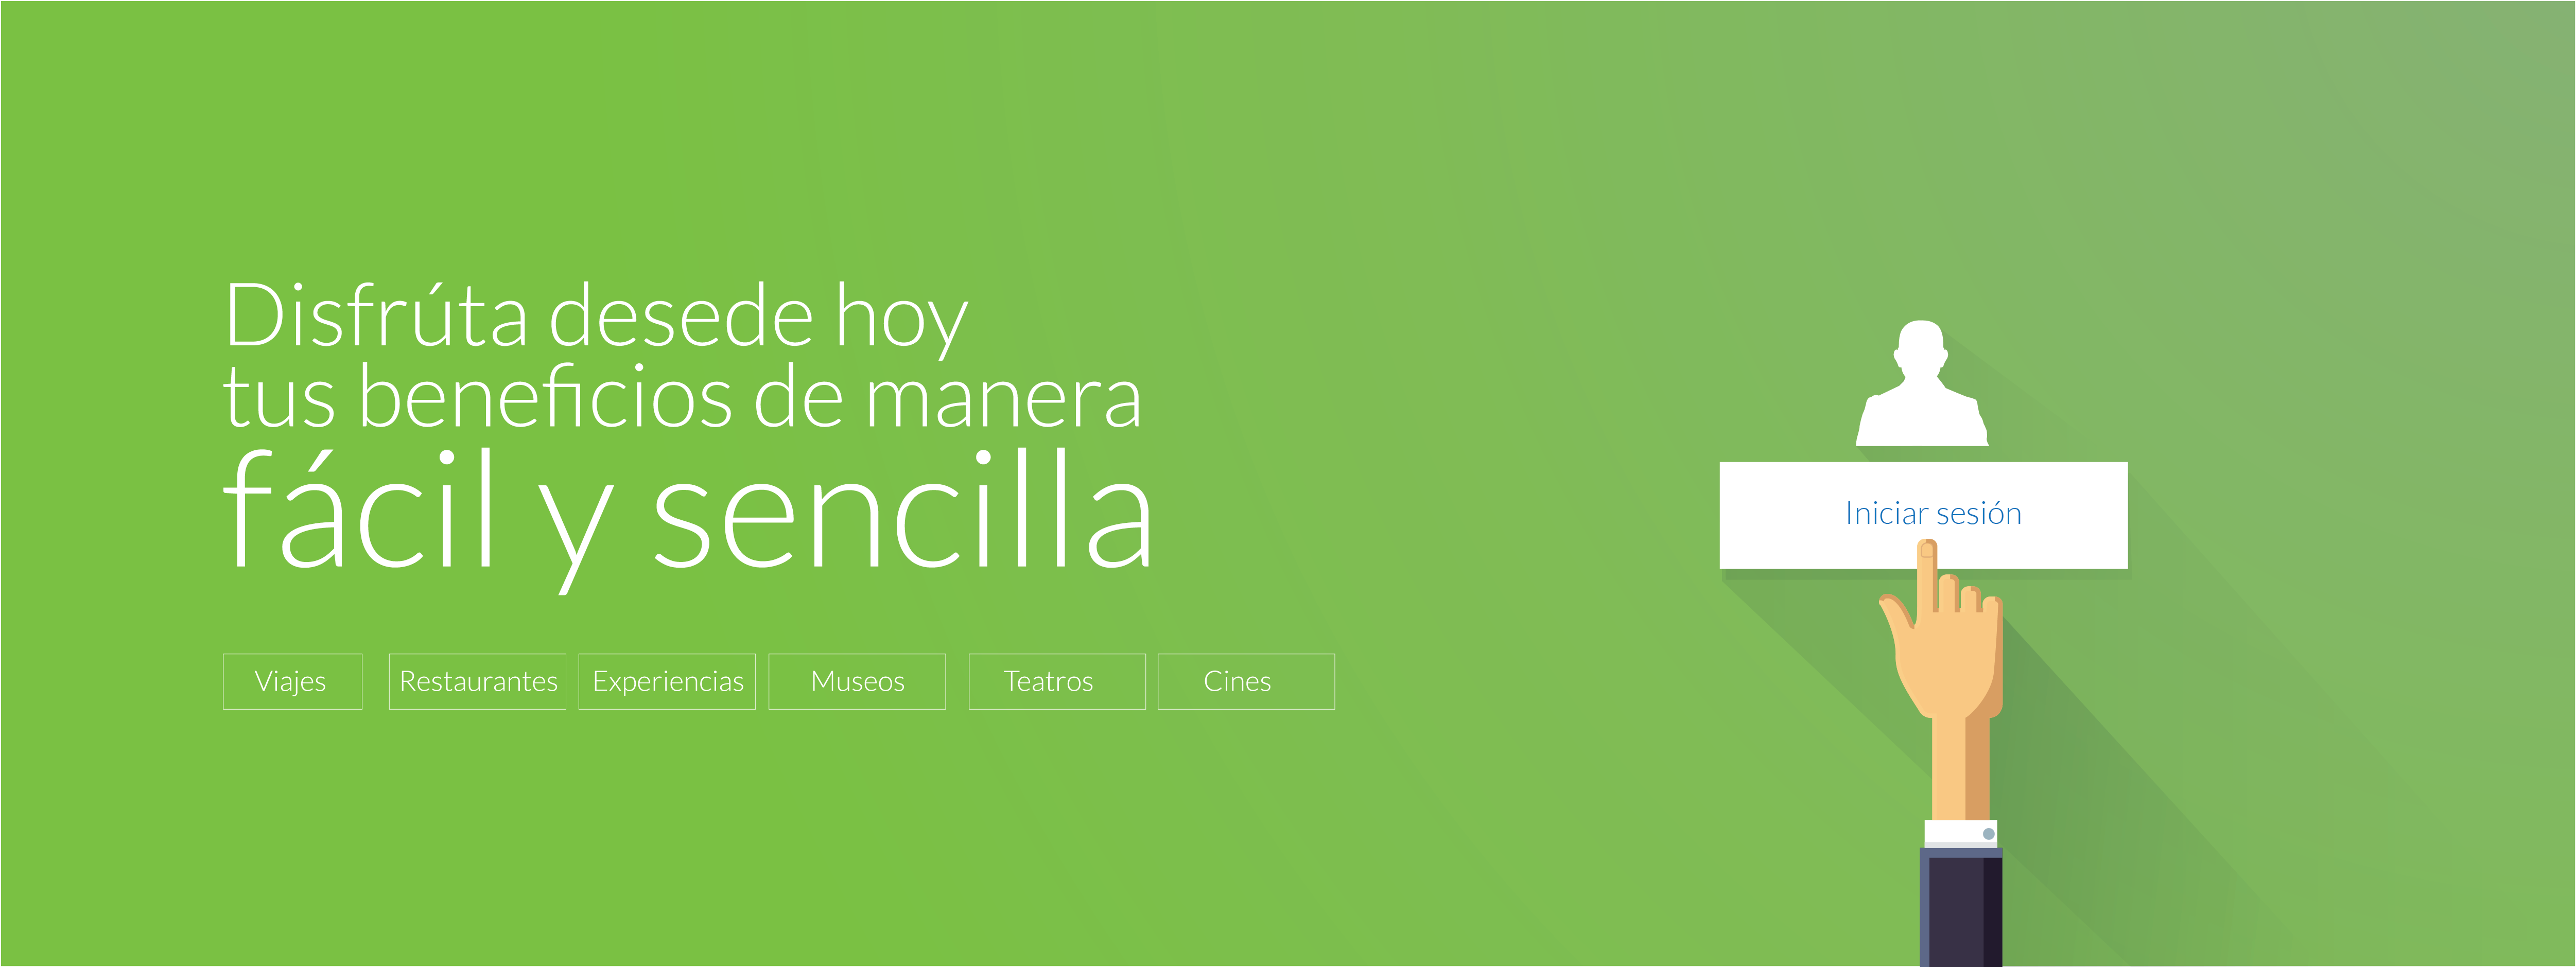 Disfrúta desede hoy
tus beneficios de manera
fácil y sencilla
Viajes Restaurantes Experiencias Museos Teatros Cines
Iniciar sesión